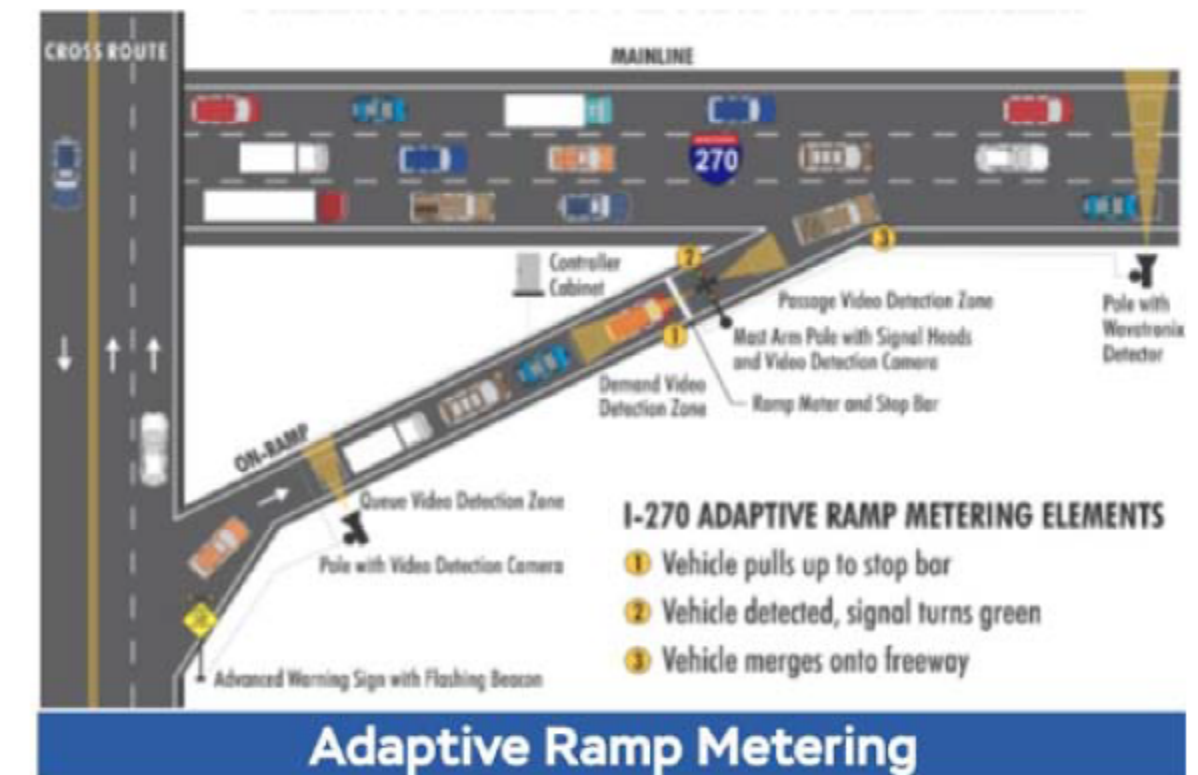 CROSS ROUTE
MAINLINE
270
Controller
Cabinet
2
3
1
Passage Video Detection Zone
Mast Arm Pole with Signal Heads
and Video Detection Camera
Pole with
Wavetronix
Detector
Demand Video
Detection Zone
Ramp Meter and Stop Bar
ON-RAMP
Queue Video Detection Zone
Pole with Video Detection Camera
Advanced Warning Sign with Flashing Beacon
I-270 ADAPTIVE RAMP METERING ELEMENTS
1 Vehicle pulls up to stop bar
2 Vehicle detected, signal turns green
3 Vehicle merges onto freeway
Adaptive Ramp Metering